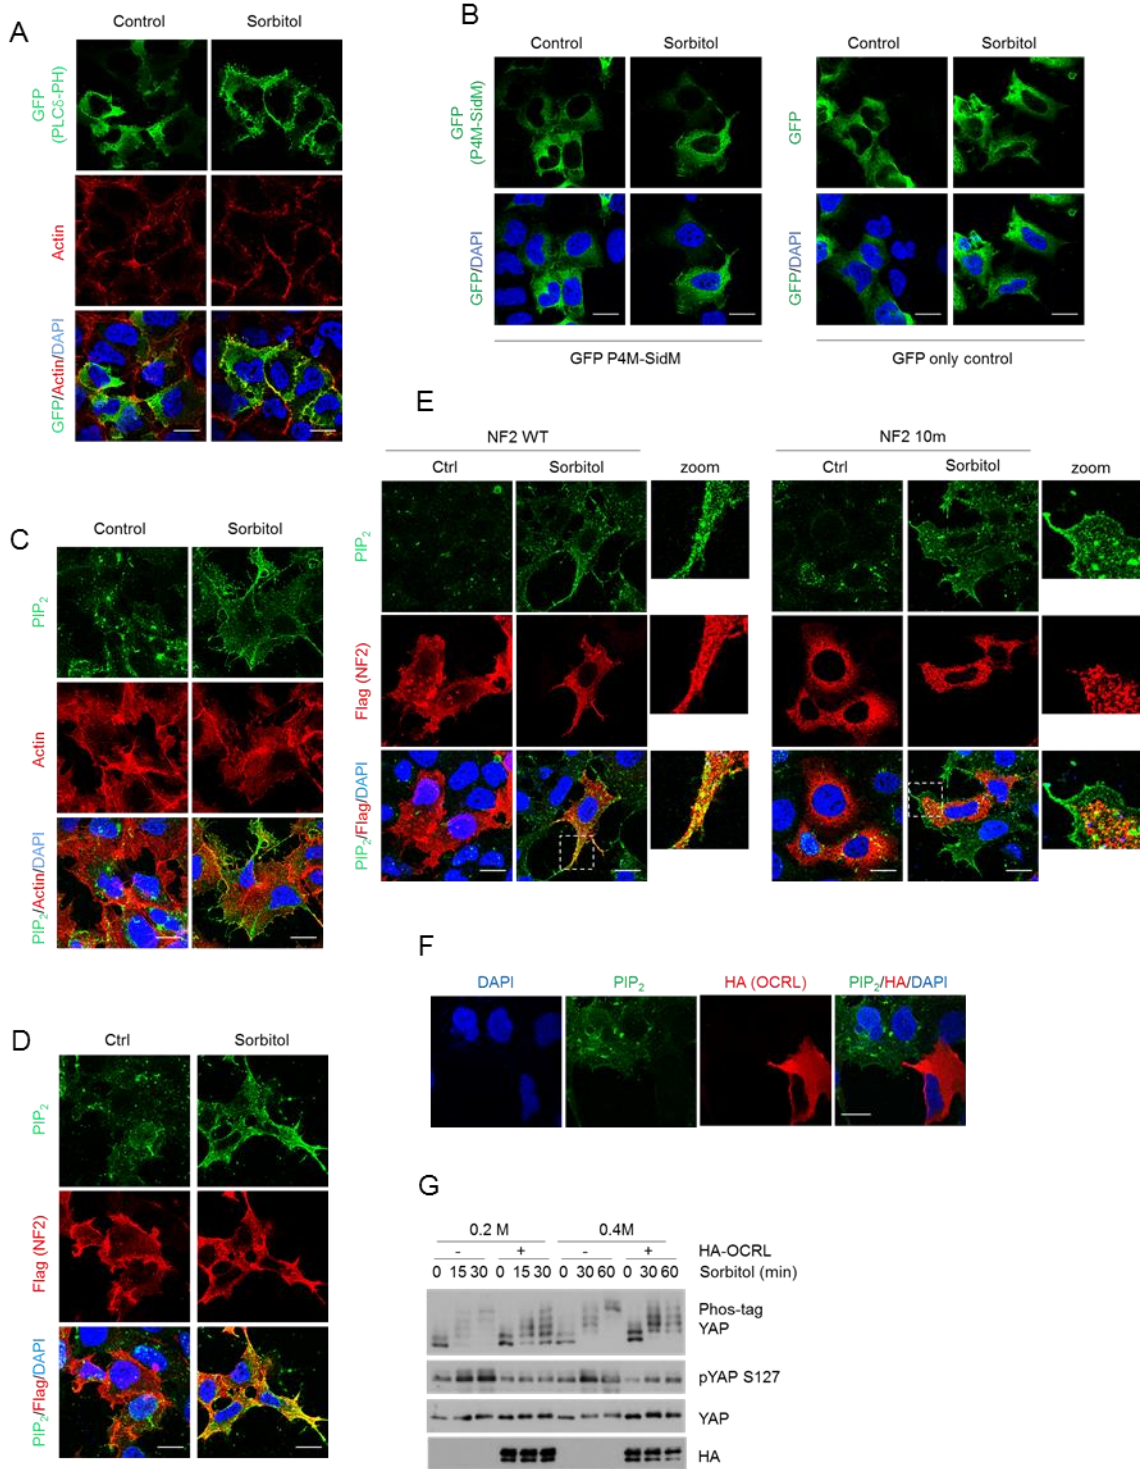 A
Control Sorbitol
GFP
(PLCδ-PH)
Actin
GFP/Actin/DAPI
B
Control Sorbitol Control Sorbitol
GFP
(P4M-SidM)
GFP
GFP/DAPI
GFP/DAPI
GFP P4M-SidM
GFP only control
C
Control Sorbitol
PIP2
Actin
PIP2/Actin/DAPI
D
Ctrl Sorbitol
PIP2
Flag (NF2)
PIP2/Flag/DAPI
E
NF2 WT NF2 10m
Ctrl Sorbitol zoom Ctrl Sorbitol zoom
PIP2
Flag (NF2)
PIP2/Flag/DAPI
F
DAPI PIP2 HA (OCRL) PIP2/HA/DAPI
G
0.2 M 0.4M
- + - + HA-OCRL
0 15 30 0 15 30 0 30 60 0 30 60 Sorbitol (min)
Phos-tag
YAP
pYAP S127
YAP
HA